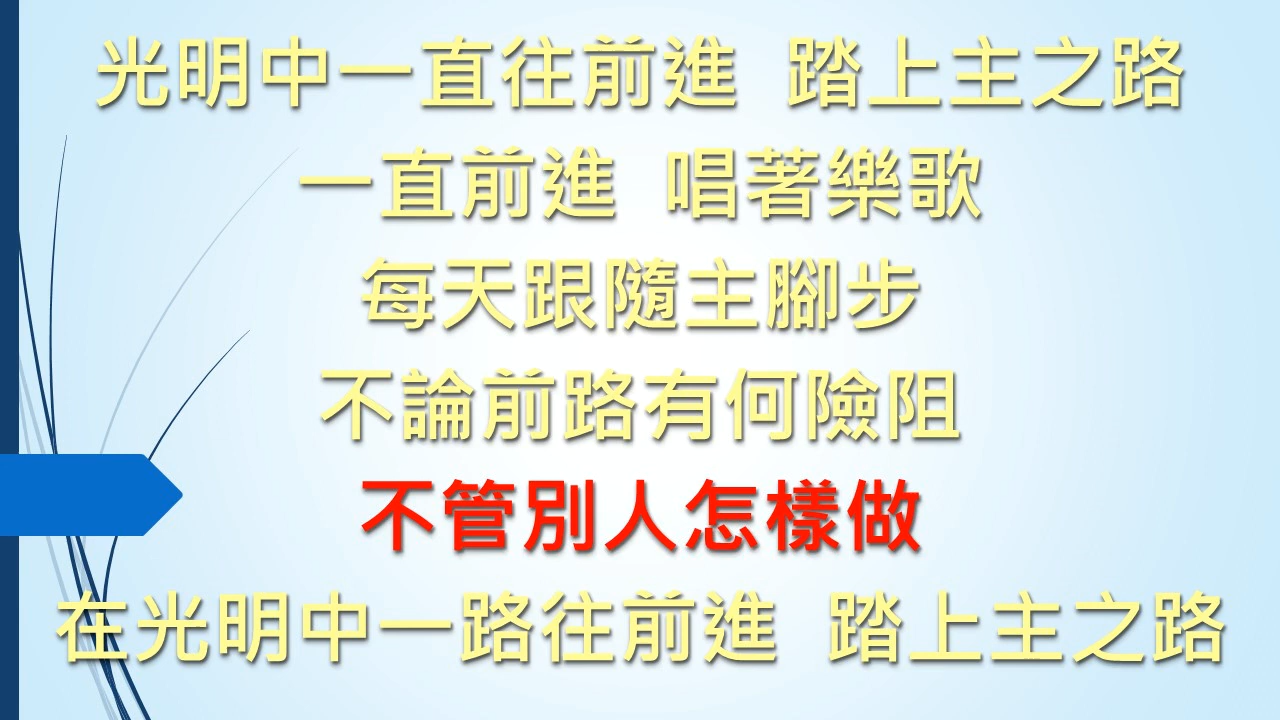 光明中一直往前進 踏上主之路
一直前進 唱著樂歌
每天跟隨主腳步
不論前路有何險阻
不管別人怎樣做
在光明中一路往前進 踏上主之路